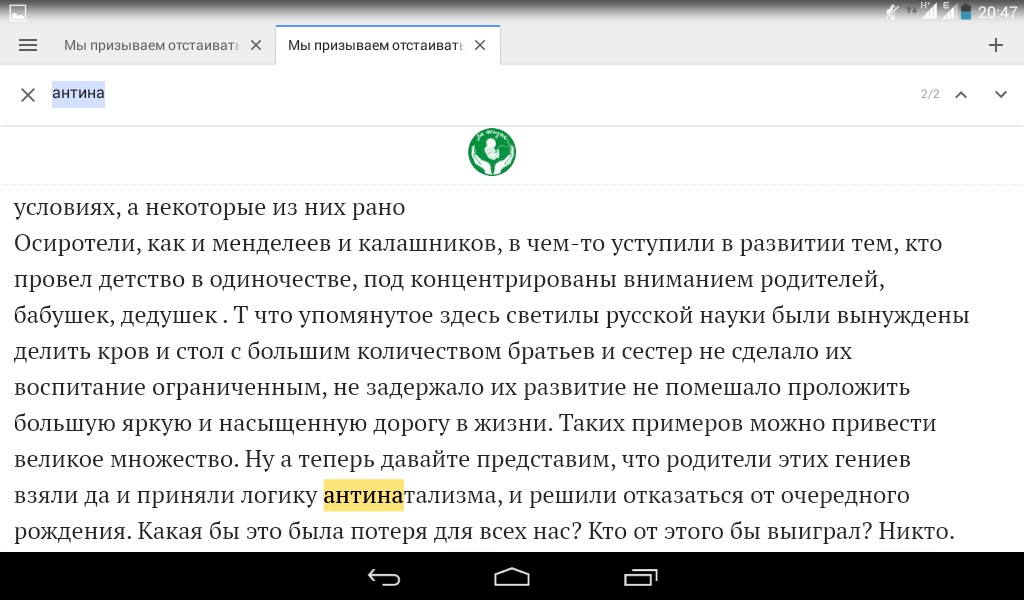 20:47
Мы призываем отстаивать
Мы призываем отстаивать
антина
2/2
условиях, а некоторые из них рано
Осиротели, как и менделеев и калашников, в чем-то уступили в развитии тем, кто
провел детство в одиночестве, под концентрированы вниманием родителей,
бабушек, дедушек . Т что упомянутое здесь светилы русской науки были вынуждены
делить кров и стол с большим количеством братьев и сестер не сделало их
воспитание ограниченным, не задержало их развитие не помешало проложить
большую яркую и насыщенную дорогу в жизни. Таких примеров можно привести
великое множество. Ну а теперь давайте представим, что родители этих гениев
взяли да и приняли логику антинатализма, и решили отказаться от очередного
рождения. Какая бы это была потеря для всех нас? Кто от этого бы выиграл? Никто.